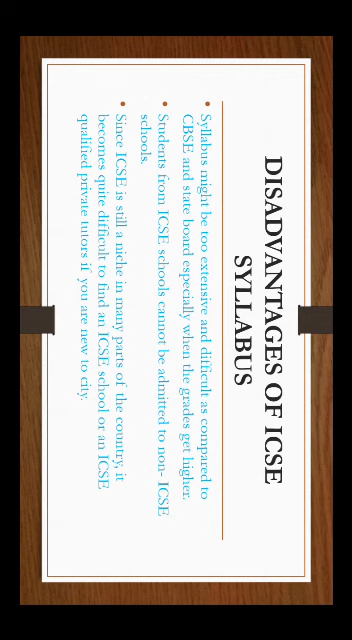 DISADVANTAGES OF ICSE
SYLLABUS
• Syllabus might be too extensive and difficult as compared to
CBSE and state board especially when the grades get higher.
• Students from ICSE schools cannot be admitted to non- ICSE
schools.
• Since ICSE is still a niche in many parts of the country, it
becomes quite difficult to find an ICSE school or an ICSE
qualified private tutors if you are new to city.